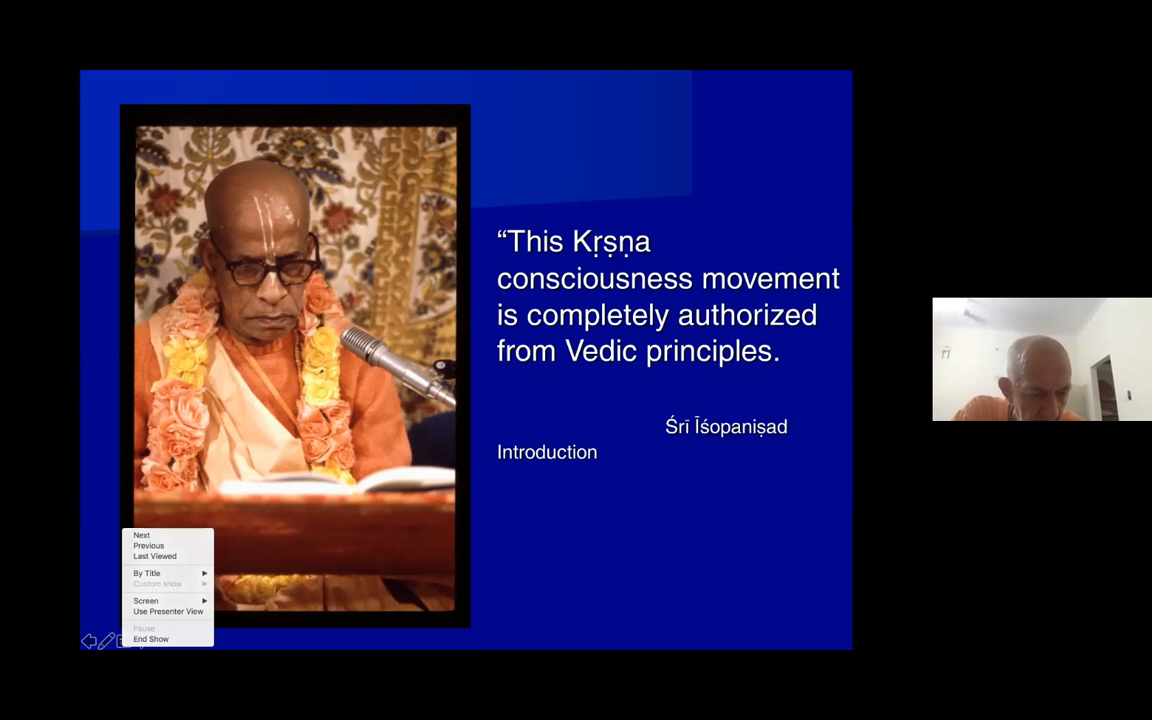 “This Kṛṣṇa
consciousness movement
is completely authorized
from Vedic principles.
Śrī Īśopaniṣad
Introduction
Next
Previous
Last Viewed
By Title
Custom show
Screen
Use Presenter View
Pause
End Show